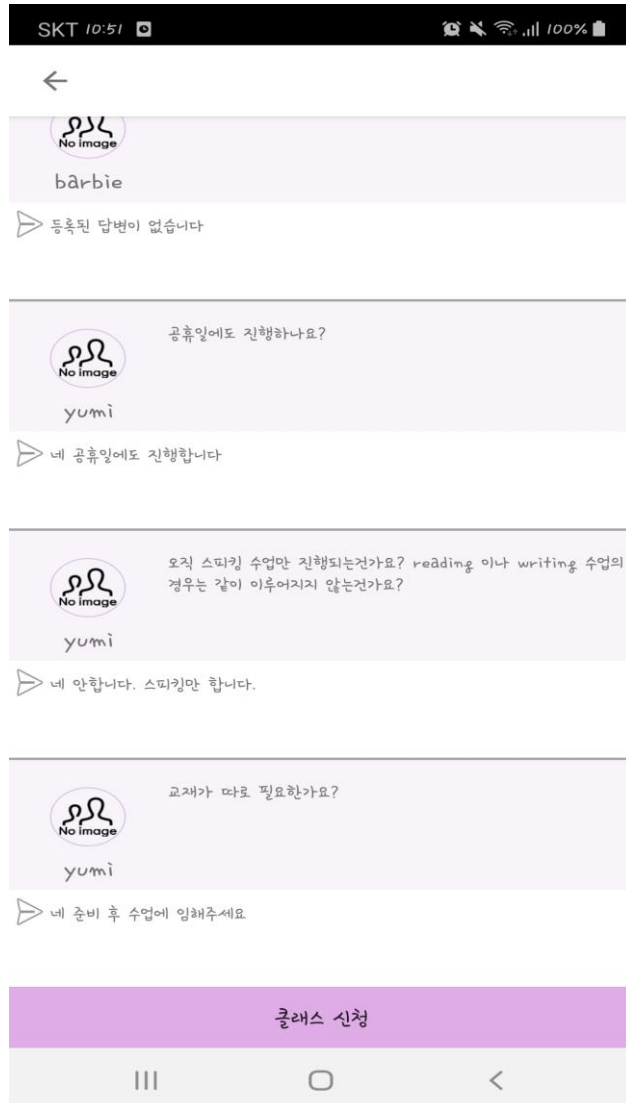 SKT 10:51 100%
No image
barbie
등록된 답변이 없습니다
공휴일에도 진행하나요?
No image
yumi
네 공휴일에도 진행합니다
오직 스피킹 수업만 진행되는건가요? reading 이나 writing 수업의
경우는 같이 이루어지지 않는건가요?
No image
yumi
네 안합니다. 스피킹만 합니다.
교재가 따로 필요한가요?
No image
yumi
네 준비 후 수업에 임해주세요
클래스 신청